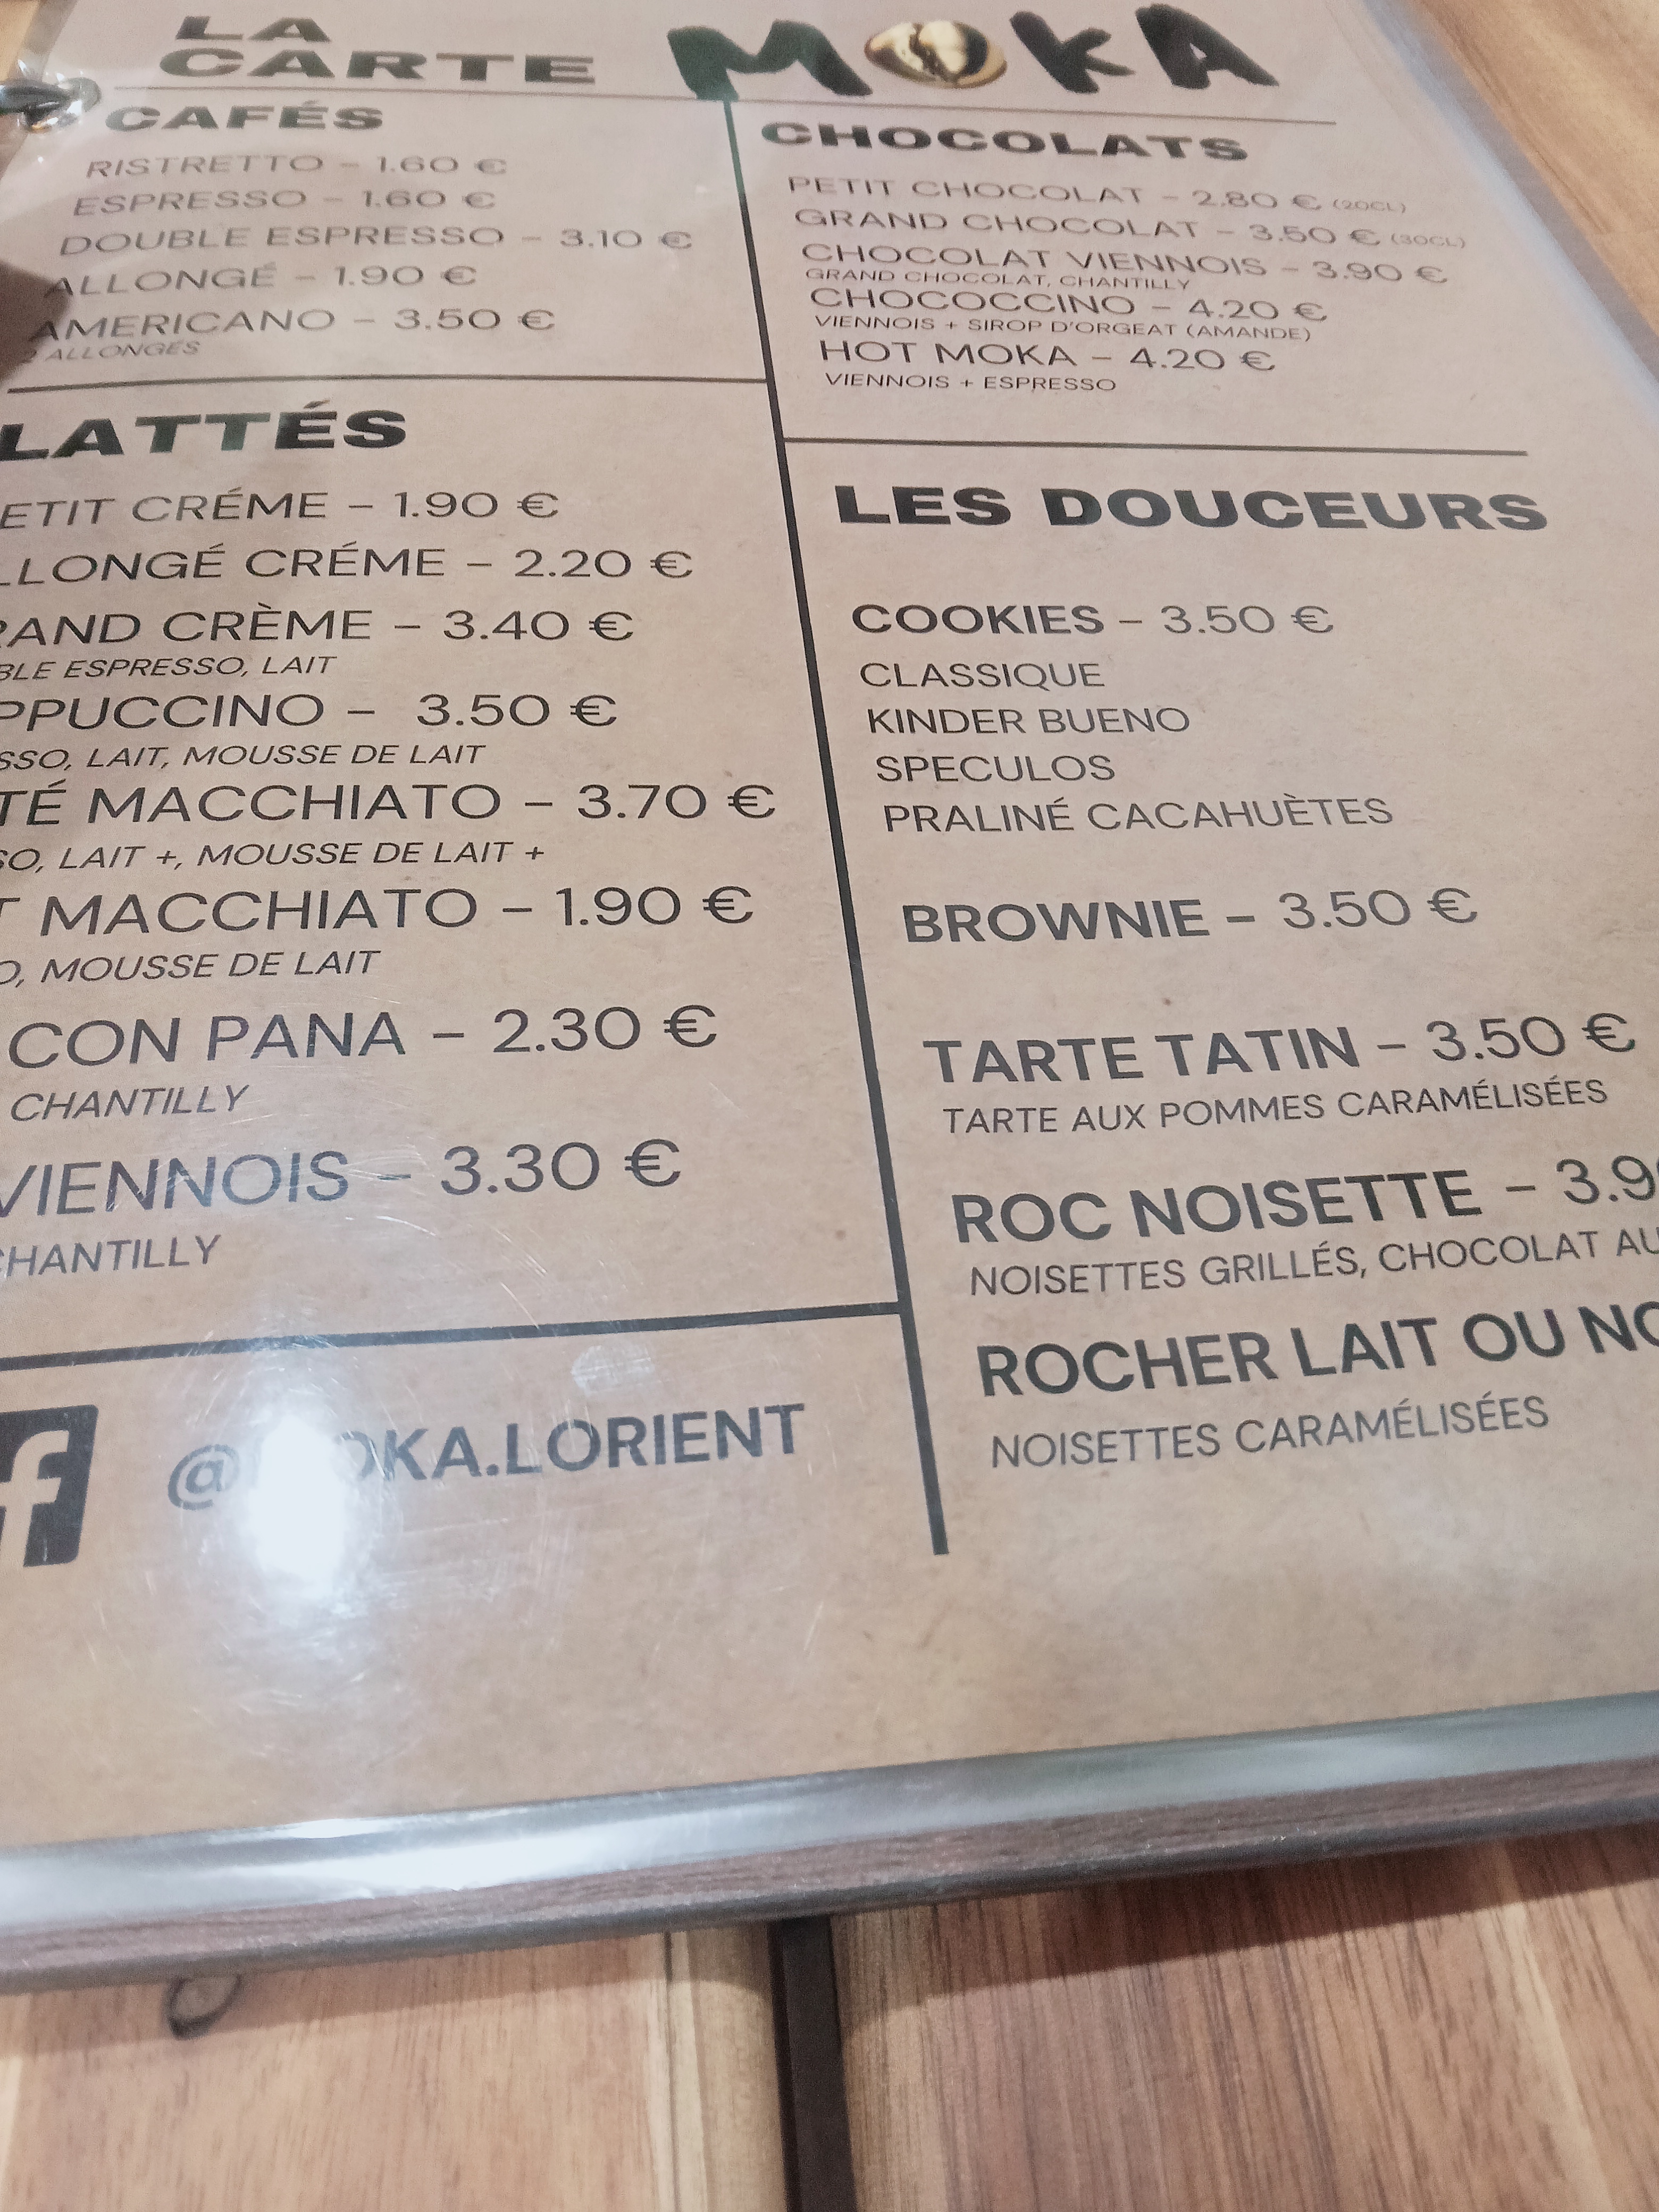 LA
CARTE
MOKA
CAFÉS
RISTRETTO – 1.60 €
ESPRESSO – 1.60 €
DOUBLE ESPRESSO – 3.10 €
ALLONGÉ – 1.90 €
AMERICANO – 3.50 €
2 ALLONGÉS
LATTÉS
ETIT CRÉME – 1.90 €
LLONGÉ CRÉME – 2.20 €
RAND CRÈME – 3.40 €
BLE ESPRESSO, LAIT
PPUCCINO – 3.50 €
SSO, LAIT, MOUSSE DE LAIT
TÉ MACCHIATO – 3.70 €
SO, LAIT +, MOUSSE DE LAIT +
T MACCHIATO – 1.90 €
O, MOUSSE DE LAIT
CON PANA – 2.30 €
CHANTILLY
VIENNOIS – 3.30 €
CHANTILLY
@MOKA.LORIENT
CHOCOLATS
PETIT CHOCOLAT – 2.80 € (20CL)
GRAND CHOCOLAT – 3.50 € (30CL)
CHOCOLAT VIENNOIS – 3.90 €
GRAND CHOCOLAT, CHANTILLY
CHOCOCCINO – 4.20 €
VIENNOIS + SIROP D'ORGEAT (AMANDE)
HOT MOKA – 4.20 €
VIENNOIS + ESPRESSO
LES DOUCEURS
COOKIES – 3.50 €
CLASSIQUE
KINDER BUENO
SPECULOS
PRALINÉ CACAHUÈTES
BROWNIE – 3.50 €
TARTE TATIN – 3.50 €
TARTE AUX POMMES CARAMÉLISÉES
ROC NOISETTE – 3.9
NOISETTES GRILLÉS, CHOCOLAT AU
ROCHER LAIT OU NO
NOISETTES CARAMÉLISÉES